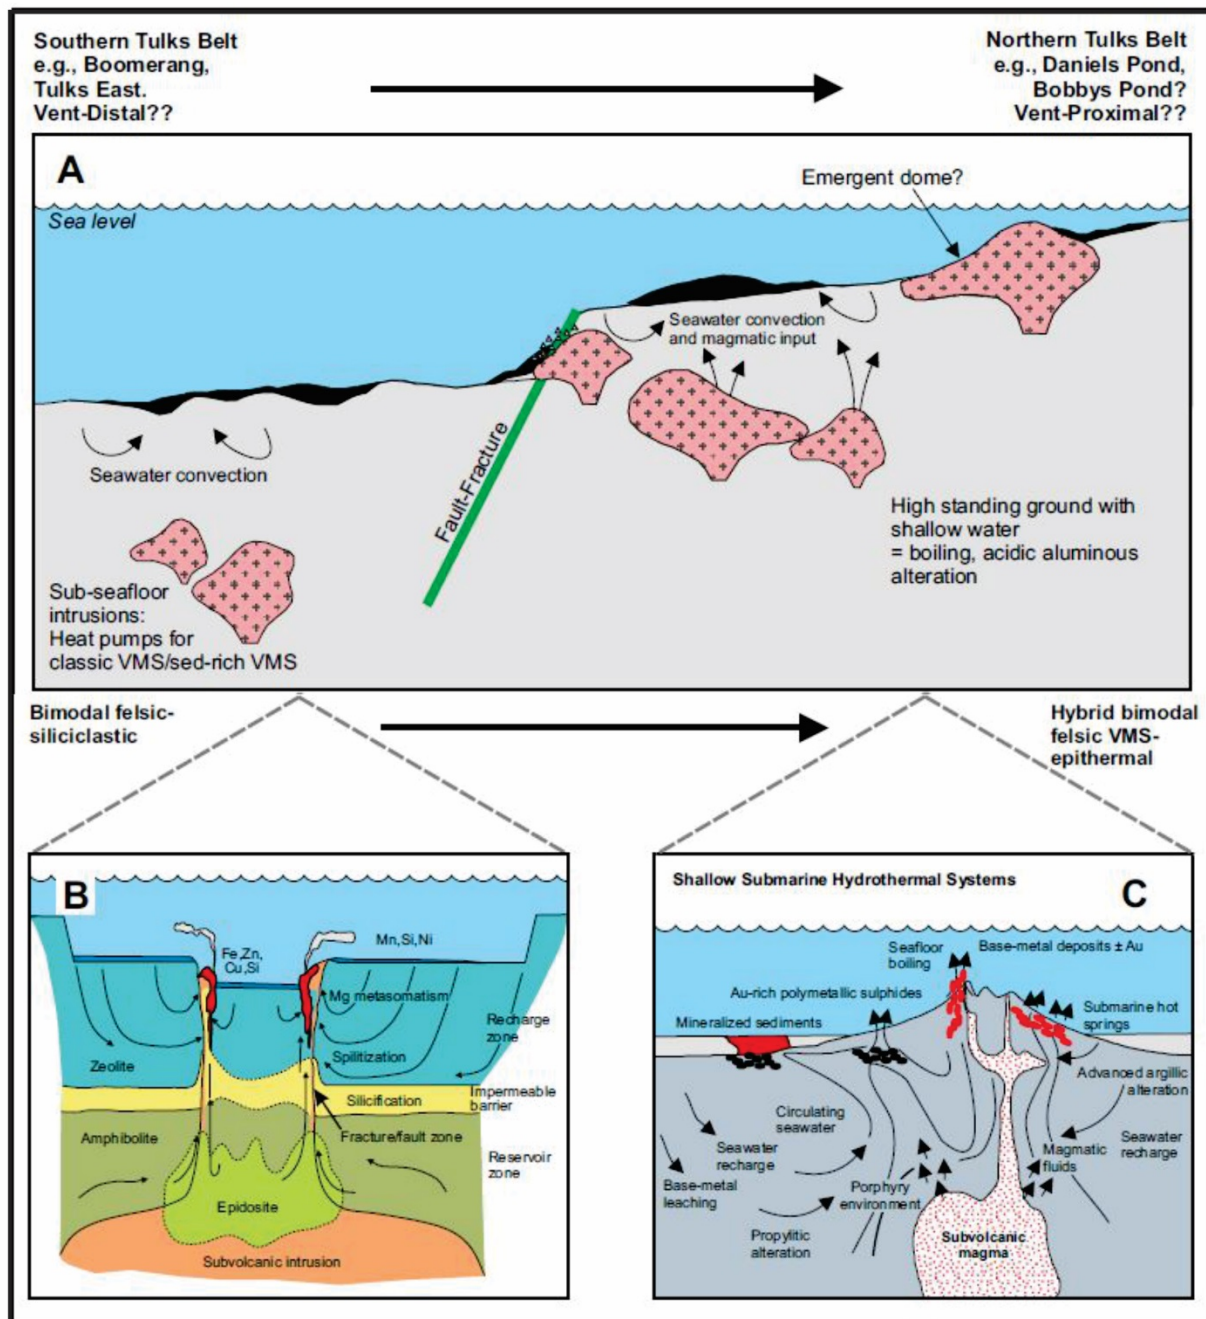 Southern Tulks Belt
e.g., Boomerang,
Tulks East.
Vent-Distal??
Northern Tulks Belt
e.g., Daniels Pond,
Bobbys Pond?
Vent-Proximal??
A
Emergent dome?
Sea level
Seawater convection
and magmatic input
Seawater convection
Fault-Fracture
High standing ground with
shallow water
= boiling, acidic aluminous
alteration
Sub-seafloor
intrusions:
Heat pumps for
classic VMS/sed-rich VMS
Bimodal felsic-
siliciclastic
Hybrid bimodal
felsic VMS-
epithermal
B
Mn,Si,Ni
Fe,Zn,
Cu,Si
Mg metasomatism
Recharge
zone
Spilitization
Zeolite
Impermeable
barrier
Silicification
Amphibolite
Fracture/fault zone
Reservoir
zone
Epidosite
Subvolcanic intrusion
Shallow Submarine Hydrothermal Systems
C
Seafloor
boiling
Base-metal deposits ± Au
Au-rich polymetallic sulphides
Submarine hot
springs
Mineralized sediments
Advanced argillic
alteration
Circulating
seawater
Seawater
recharge
Magmatic
fluids
Seawater
recharge
Base-metal
leaching
Porphyry
environment
Propylitic
alteration
Subvolcanic
magma